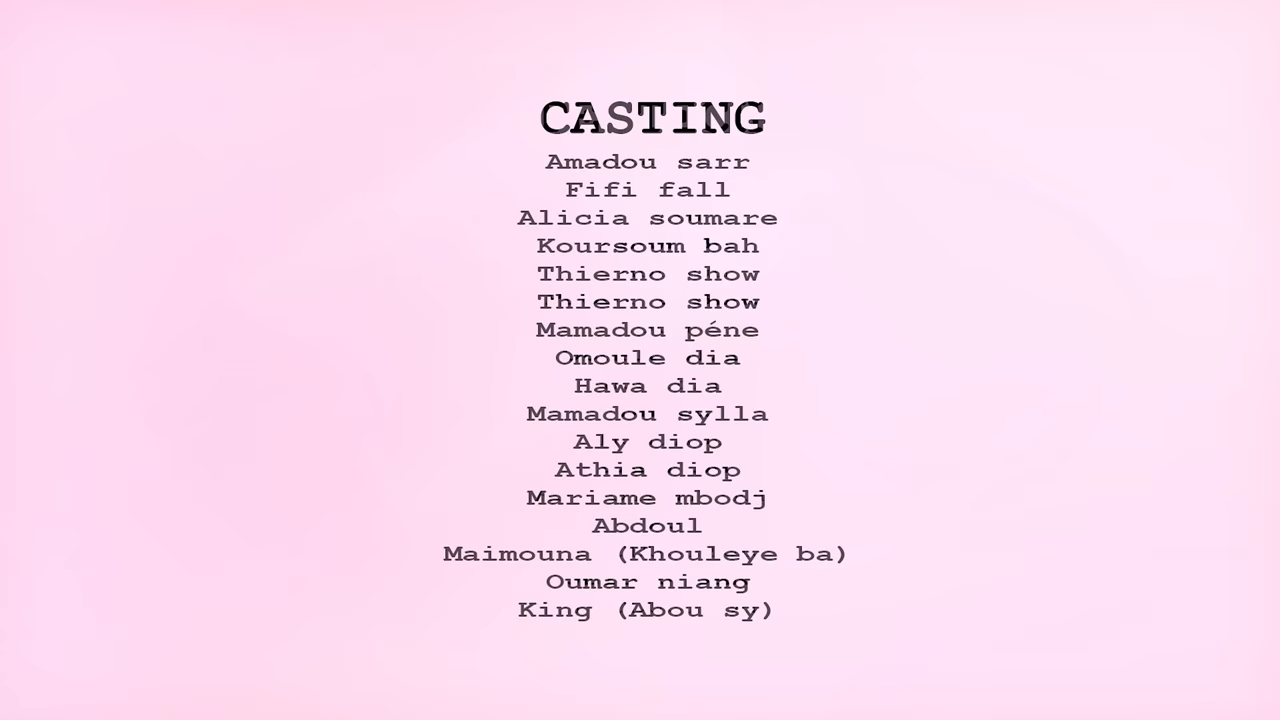 CASTING
Amadou sarr
Fifi fall
Alicia soumare
Koursoum bah
Thierno show
Thierno show
Mamadou péne
Omoule dia
Hawa dia
Mamadou sylla
Aly diop
Athia diop
Mariame mbodj
Abdoul
Maimouna (Khouleye ba)
Oumar niang
King (Abou sy)